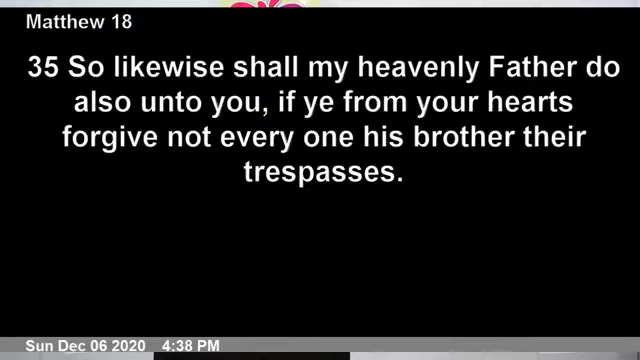 Matthew 18
35 So likewise shall my heavenly Father do
also unto you, if ye from your hearts
forgive not every one his brother their
trespasses.
Sun Dec 06 2020 4:38 PM